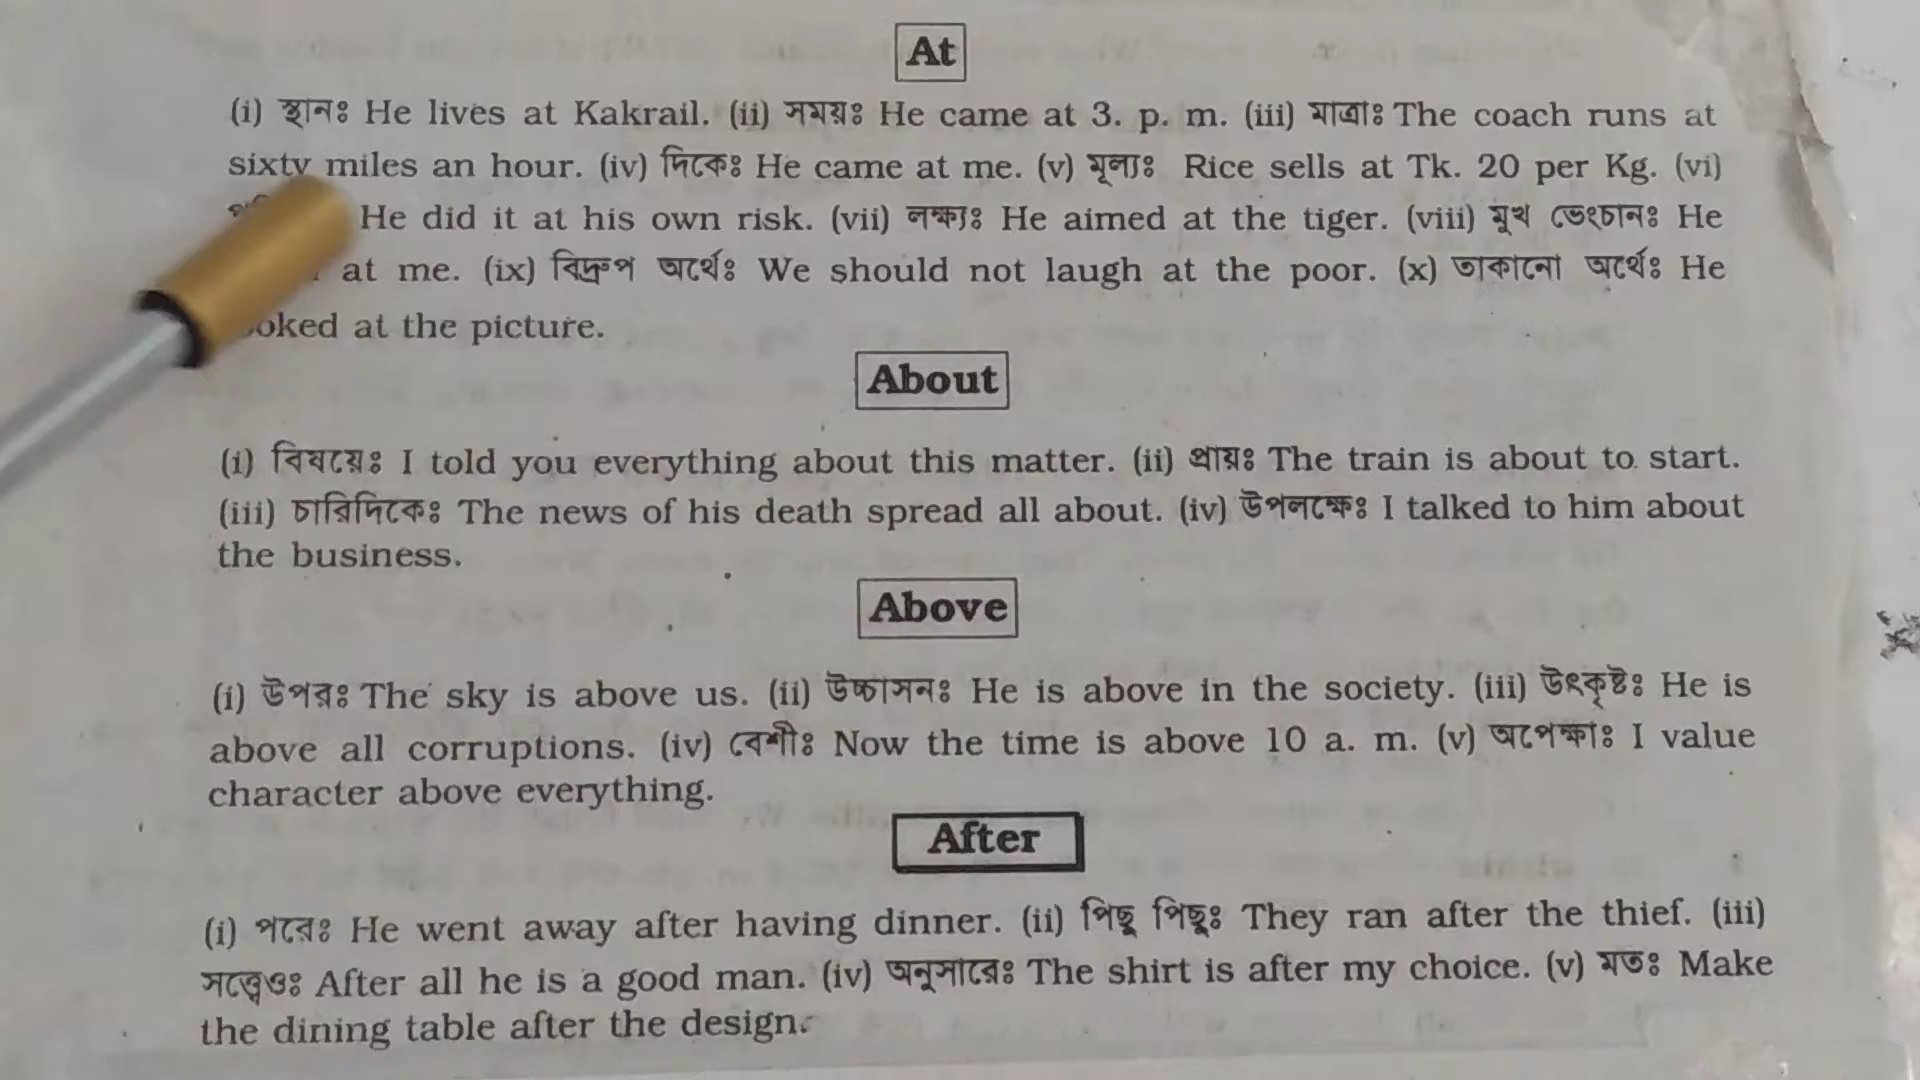 At
(i) স্থানঃ He lives at Kakrail. (ii) সময়ঃ He came at 3. p. m. (iii) মাত্রাঃ The coach runs at
sixty miles an hour. (iv) দিকেঃ He came at me. (v) মূল্যঃ Rice sells at Tk. 20 per Kg. (vi)
He did it at his own risk. (vii) লক্ষ্যঃ He aimed at the tiger. (viii) মুখ ভেংচানঃ He
at me. (ix) বিদ্রুপ অর্থেঃ We should not laugh at the poor. (x) তাকানো অর্থেঃ He
at the picture.
About
(i) বিষয়েঃ I told you everything about this matter. (ii) প্রায়ঃ The train is about to start.
(iii) চারিদিকেঃ The news of his death spread all about. (iv) উপলক্ষেঃ I talked to him about
the business.
Above
(i) উপরঃ The sky is above us. (ii) উচ্চাসনঃ He is above in the society. (iii) উৎকৃষ্টঃ He is
above all corruptions. (iv) বেশীঃ Now the time is above 10 a. m. (v) অপেক্ষাঃ I value
character above everything.
After
(i) পরেঃ He went away after having dinner. (ii) পিছু পিছুঃ They ran after the thief. (iii)
সত্ত্বেওঃ After all he is a good man. (iv) অনুসারেঃ The shirt is after my choice. (v) মতঃ Make
the dining table after the design.